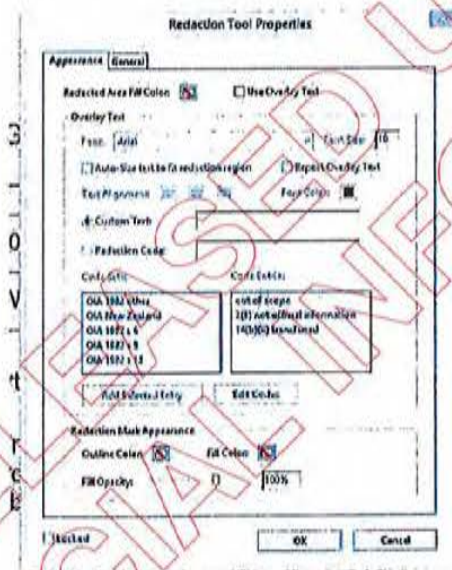 Redaction Tool Properties
Appearance General
Redacted Area Fill Color: Use Overlay Text
Overlay Text
Font: Arial Font Size: 10
Auto-Size text to fit redaction region Repeat Overlay Text
Text Alignment: Font Color:
Custom Text:
Redaction Code:
Code Sets: Code Entries:
OIA 1982 other
OIA New Zealand
OIA 1982 s 6
OIA 1982 s 9
OIA 1982 s 18
out of scope
2(f) not official information
14(b)(i) transferred
Add Selected Entry Edit Codes
Redaction Mark Appearance
Outline Color: Fill Color:
Fill Opacity: 100%
Locked OK Cancel